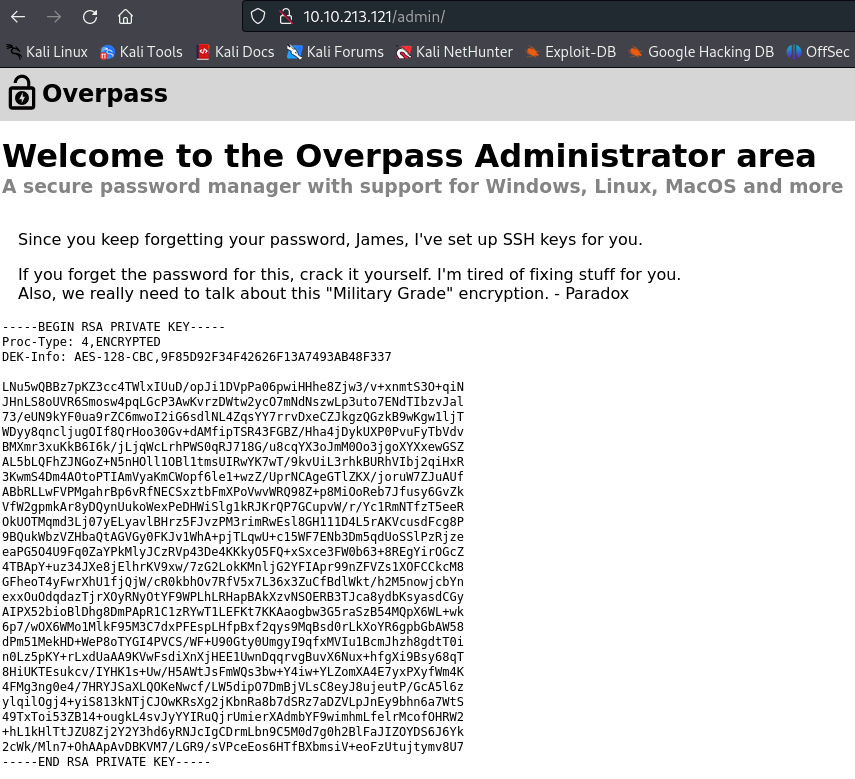 10.10.213.121/admin/
Kali Linux Kali Tools Kali Docs Kali Forums Kali NetHunter Exploit-DB Google Hacking DB OffSec
Overpass
Welcome to the Overpass Administrator area
A secure password manager with support for Windows, Linux, MacOS and more
Since you keep forgetting your password, James, I've set up SSH keys for you.
If you forget the password for this, crack it yourself. I'm tired of fixing stuff for you.
Also, we really need to talk about this "Military Grade" encryption. - Paradox
-----BEGIN RSA PRIVATE KEY-----
Proc-Type: 4,ENCRYPTED
DEK-Info: AES-128-CBC,9F85D92F34F42626F13A7493AB48F337
LNu5wQBBz7pKZ3cc4TWlxIUuD/opJi1DVpPa06pwiHHhe8Zjw3/v+xnmtS3O+qiN
JHnLS8oUVR6Smosw4pqLGcP3AwKvrzDWtw2ycO7mNdNszwLp3uto7ENdTIbzvJal
73/eUN9kYF0ua9rZC6mwoI2iG6sdlNL4ZqsYY7rrvDxeCZJkgzQGzkB9wKgw1ljT
WDyy8qncljugOIf8QrHoo30Gv+dAMfipTSR43FGBZ/Hha4jDykUXP0PvuFyTbVdv
BMXmr3xuKkB6I6k/jLjqWcLrhPWS0qRJ718G/u8cqYX3oJmM0Oo3jgoXYXxewGSZ
AL5bLQFhZJNGoZ+N5nHOll1OBl1tmsUIRwYK7wT/9kvUiL3rhkBURhVIbj2qiHxR
3KwmS4Dm4AOtoPTIAmVyaKmCWopf6le1+wzZ/UprNCAgeGTlZKX/joruW7ZJuAUf
ABbRLLwFVPMgahrBp6vRfNECSxztbFmXPoVwvWRQ98Z+p8MiOoReb7Jfusy6GvZk
VfW2gpmkAr8yDQynUukoWexPeDHWiSlg1kRJKrQP7GCupvW/r/Yc1RmNTfzT5eeR
OkUOTMqmd3Lj07yELyavlBHrz5FJvzPM3rimRwEsl8GH111D4L5rAKVcusdFcg8P
9BQukWbzVZHbaQtAGVGy0FKJv1WhA+pjTLqwU+c15WF7ENb3Dm5qdUoSSlPzRjze
eaPG5O4U9Fq0ZaYPkMlyJCzRVp43De4KKkyO5FQ+xSxce3FW0b63+8REgYirOGcZ
4TBApY+uz34JXe8jElhrKV9xw/7zG2LokKMnljG2YFIApr99nZFVZs1XOFCCkcM8
GFheoT4yFwrXhU1fjQjW/cR0kbhOv7RfV5x7L36x3ZuCfBdlWkt/h2M5nowjcbYn
exxOuOdqdazTjrXOyRNyOtYF9WPLhLRHapBAkXzvNSOERB3TJca8ydbKsyasdCGy
AIPX52bioBlDhg8DmPApR1C1zRYwT1LEFKt7KKAaogbw3G5raSzB54MQpX6WL+wk
6p7/wOX6WMo1MlkF95M3C7dxPFEspLHfpBxf2qys9MqBsd0rLkXoYR6gpbGbAW58
dPm51MekHD+WeP8oTYGI4PVCS/WF+U90Gty0UmgyI9qfxMVIu1BcmJhzh8gdtT0i
n0Lz5pKY+rLxdUaAA9KVwFsdiXnXjHEE1UwnDqqrvgBuvX6Nux+hfgXi9Bsy68qT
8HiUKTEsukcv/IYHK1s+Uw/H5AWtJsFmWQs3bw+Y4iw+YLZomXA4E7yxPXyfWm4K
4FMg3ng0e4/7HRYJSaXLQOKeNwcf/LW5dipO7DmBjVLsC8eyJ8ujeutP/GcA5l6z
ylqilOgj4+yiS813kNTjCJOwKRsXg2jKbnRa8b7dSRz7aDZVLpJnEy9bhn6a7WtS
49TxToi53ZB14+ougkL4svJyYYIRuQjrUmierXAdmbYF9wimhmLfelrMcofOHRW2
+hL1kHlTtJZU8Zj2Y2Y3hd6yRNJcIgCDrmLbn9C5M0d7g0h2BlFaJIZOYDS6J6Yk
2cWk/Mln7+OhAApAvDBKVM7/LGR9/sVPceEos6HTfBXbmsiV+eoFzUtujtymv8U7
-----END RSA PRIVATE KEY-----